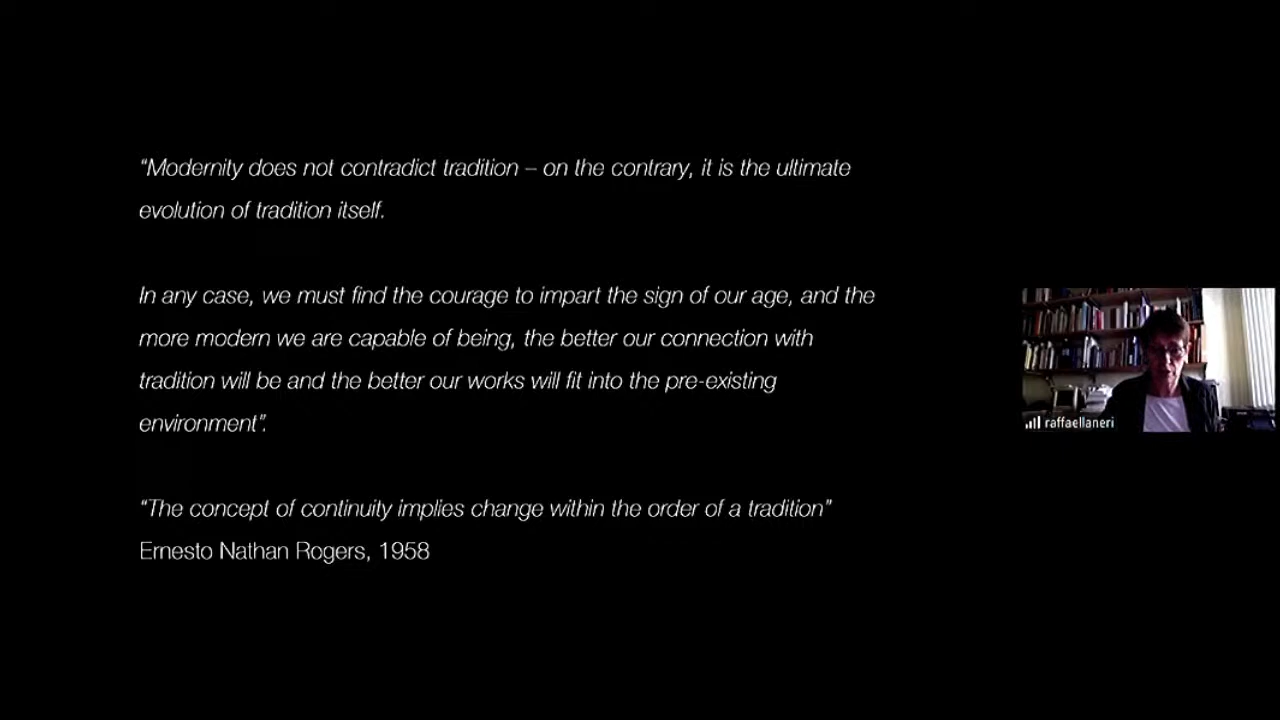 “Modernity does not contradict tradition – on the contrary, it is the ultimate
evolution of tradition itself.
In any case, we must find the courage to impart the sign of our age, and the
more modern we are capable of being, the better our connection with
tradition will be and the better our works will fit into the pre-existing
environment”.
“The concept of continuity implies change within the order of a tradition”
Ernesto Nathan Rogers, 1958
raffaellaneri